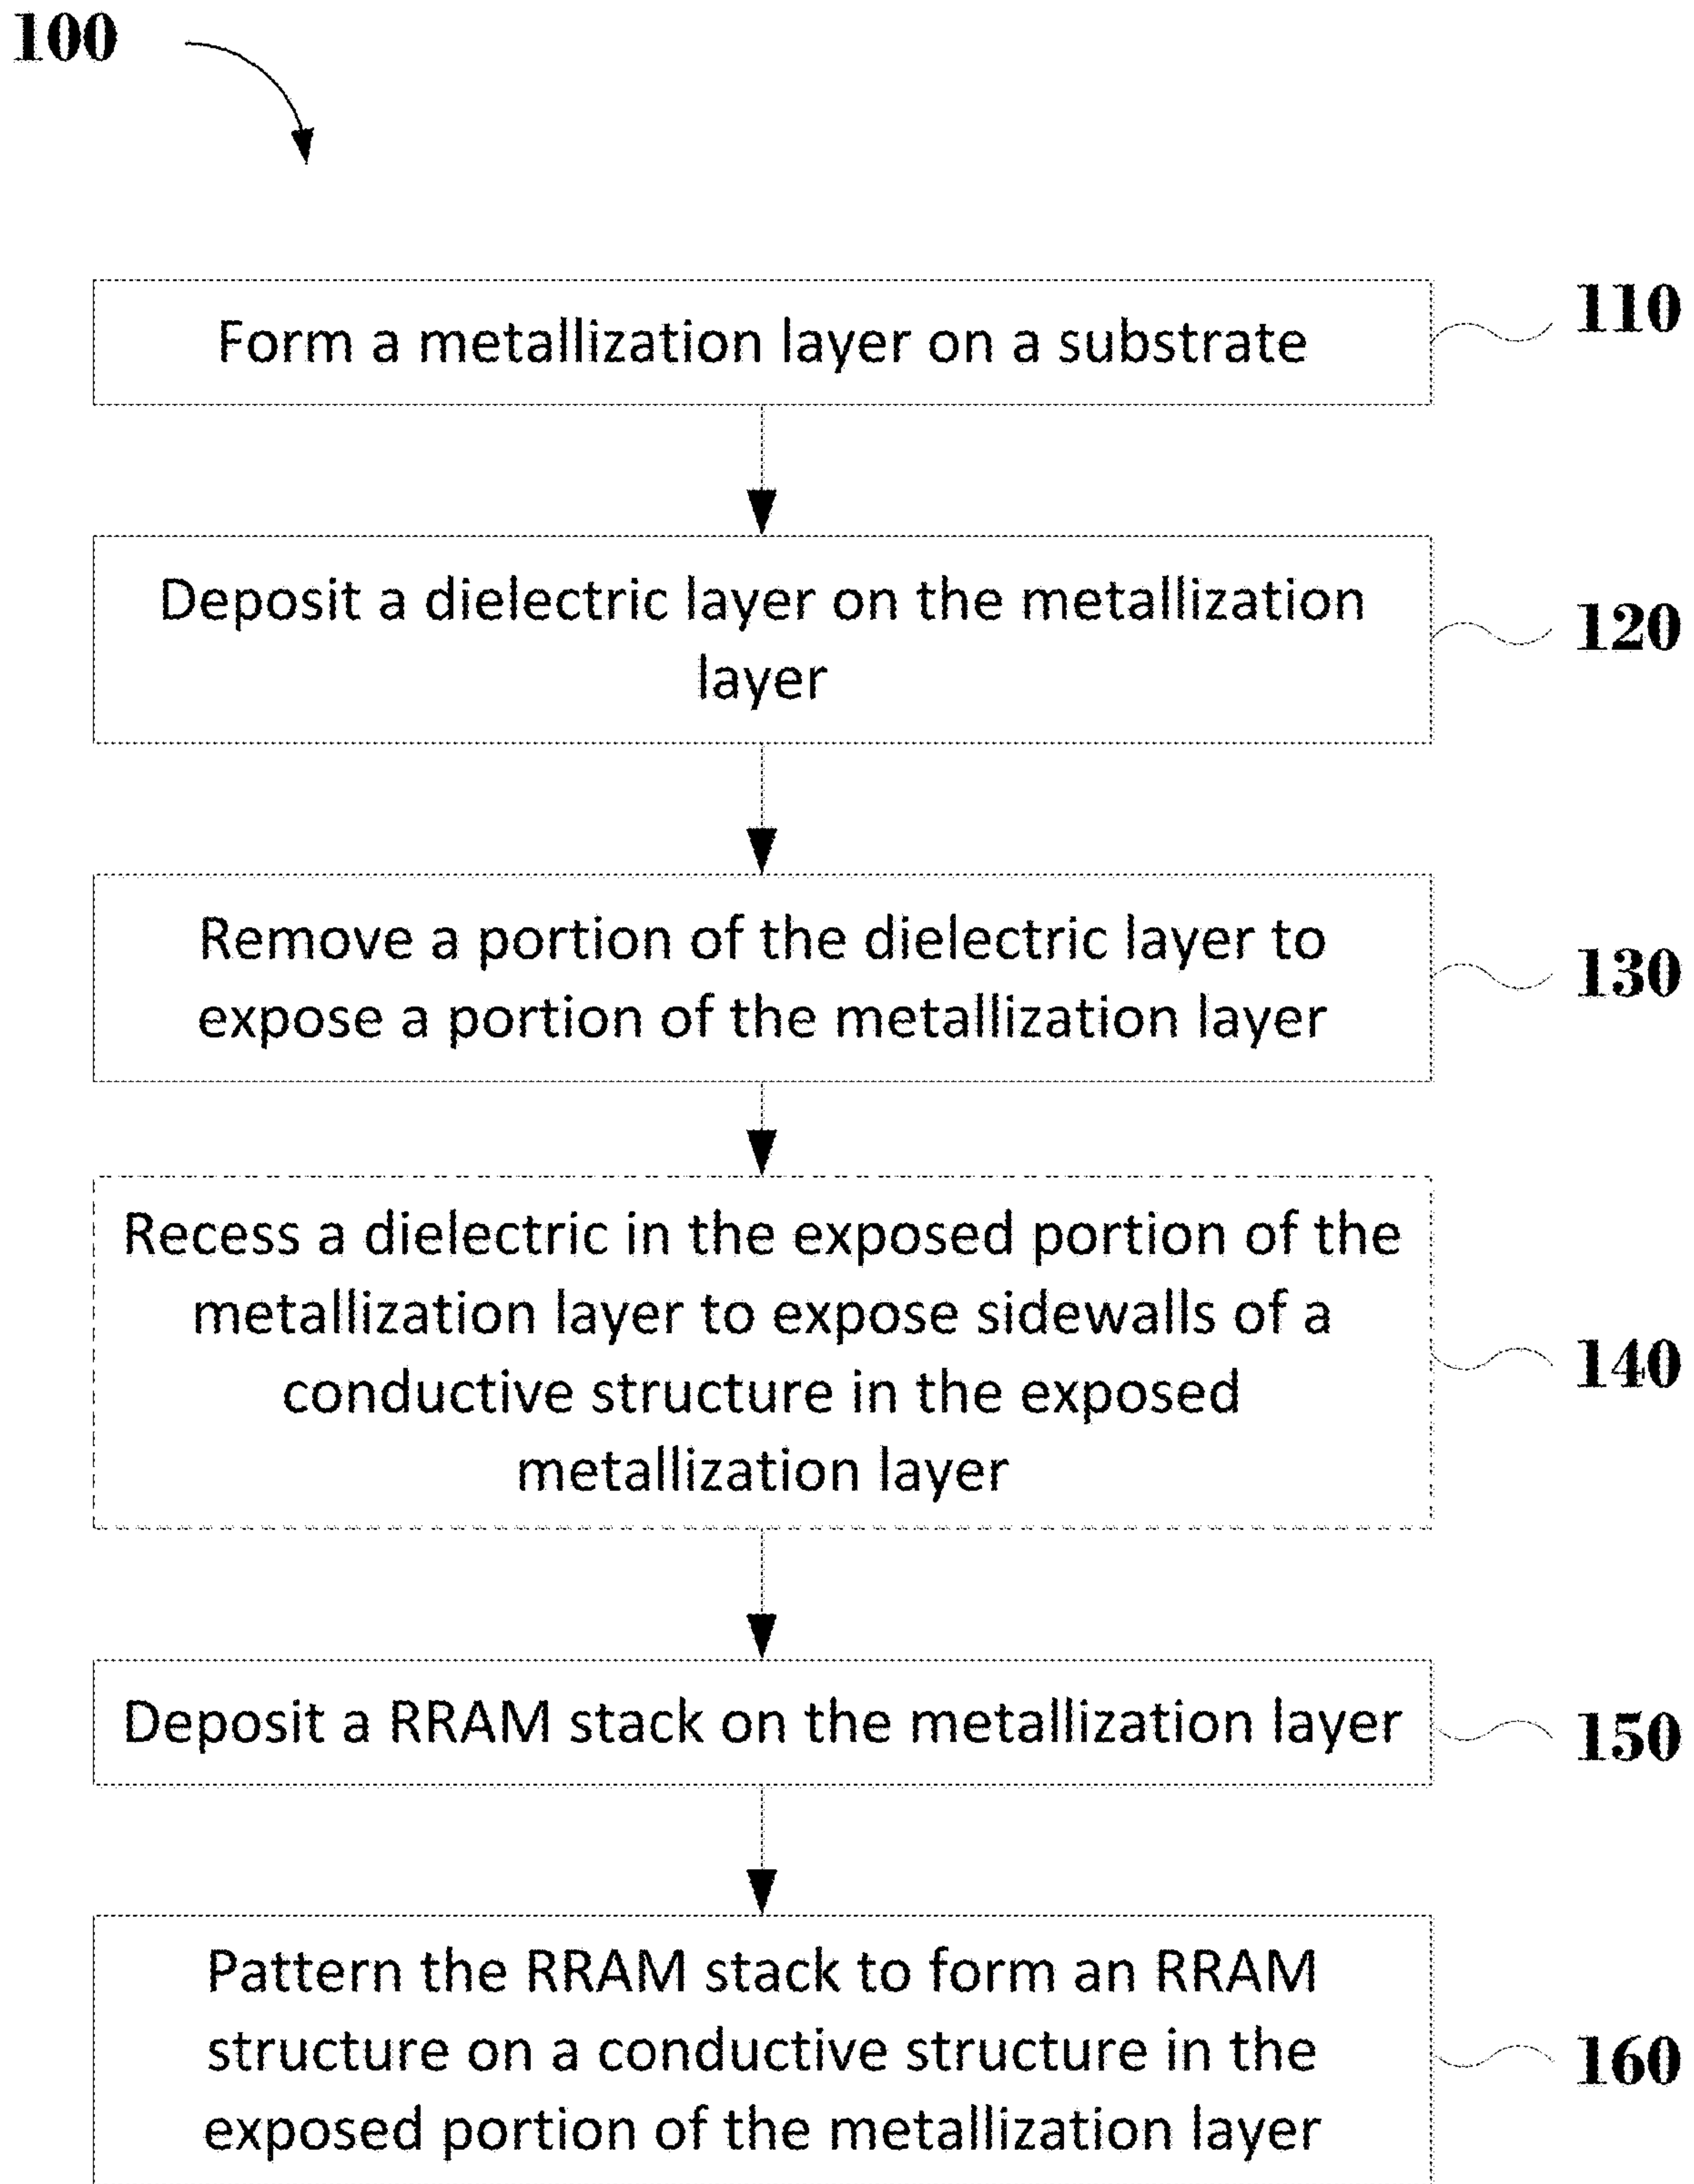 100
Form a metallization layer on a substrate
110
Deposit a dielectric layer on the metallization
layer
120
Remove a portion of the dielectric layer to
expose a portion of the metallization layer
130
Recess a dielectric in the exposed portion of the
metallization layer to expose sidewalls of a
conductive structure in the exposed
metallization layer
140
Deposit a RRAM stack on the metallization layer
150
Pattern the RRAM stack to form an RRAM
structure on a conductive structure in the
exposed portion of the metallization layer
160